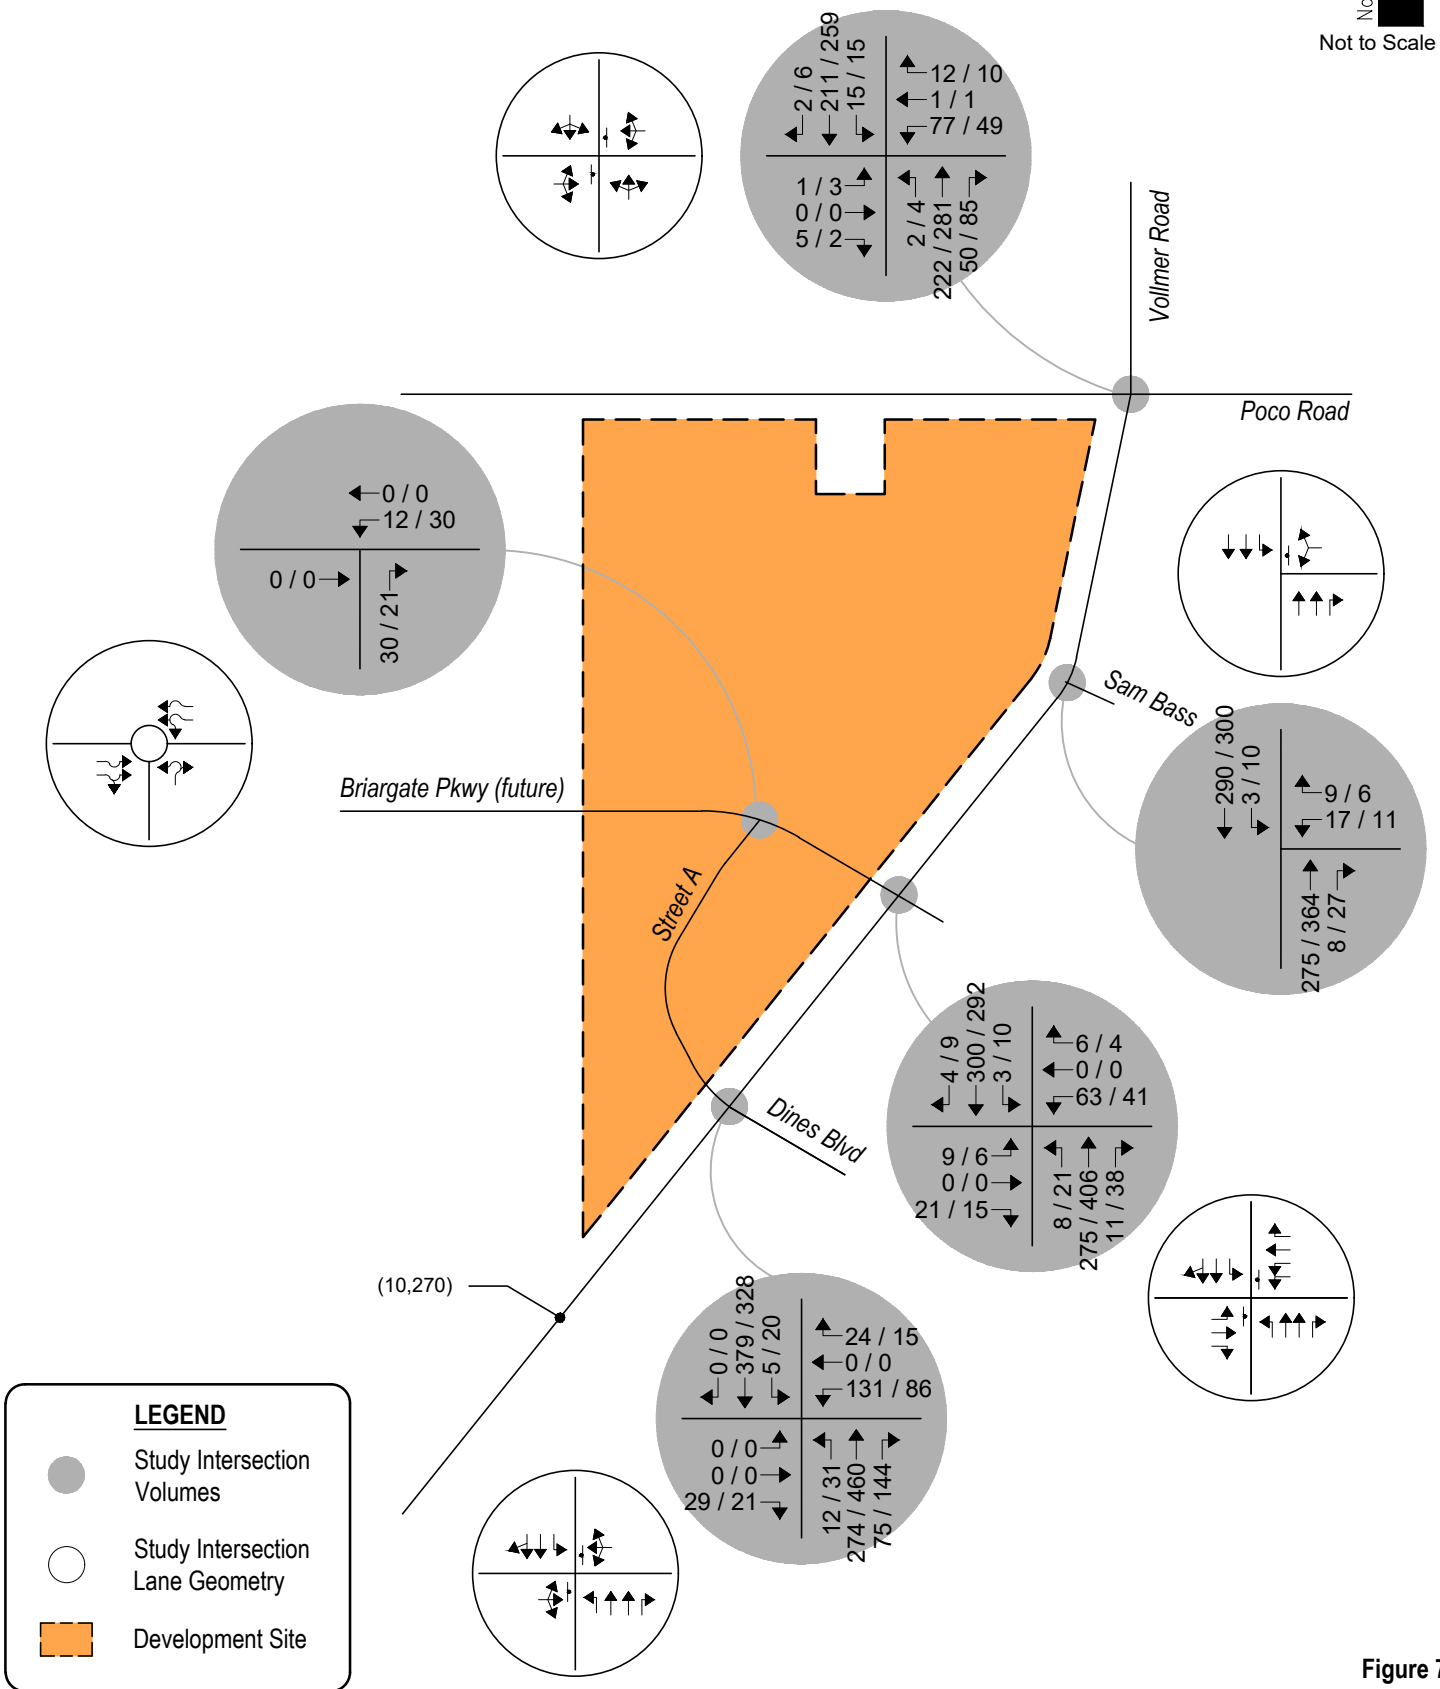 No
Not to Scale
2 / 6
211 / 259
15 / 15
12 / 10
1 / 1
77 / 49
1 / 3
0 / 0
5 / 2
2 / 4
222 / 281
50 / 85
Vollmer Road
Poco Road
0 / 0
12 / 30
0 / 0
30 / 21
Sam Bass
290 / 300
3 / 10
9 / 6
17 / 11
275 / 364
8 / 27
Briargate Pkwy (future)
Street A
4 / 9
300 / 292
3 / 10
6 / 4
0 / 0
63 / 41
9 / 6
0 / 0
21 / 15
8 / 21
275 / 406
11 / 38
Dines Blvd
(10,270)
0 / 0
379 / 328
5 / 20
24 / 15
0 / 0
131 / 86
0 / 0
0 / 0
29 / 21
12 / 31
274 / 460
75 / 144
LEGEND
Study Intersection
Volumes
Study Intersection
Lane Geometry
Development Site
Figure 7